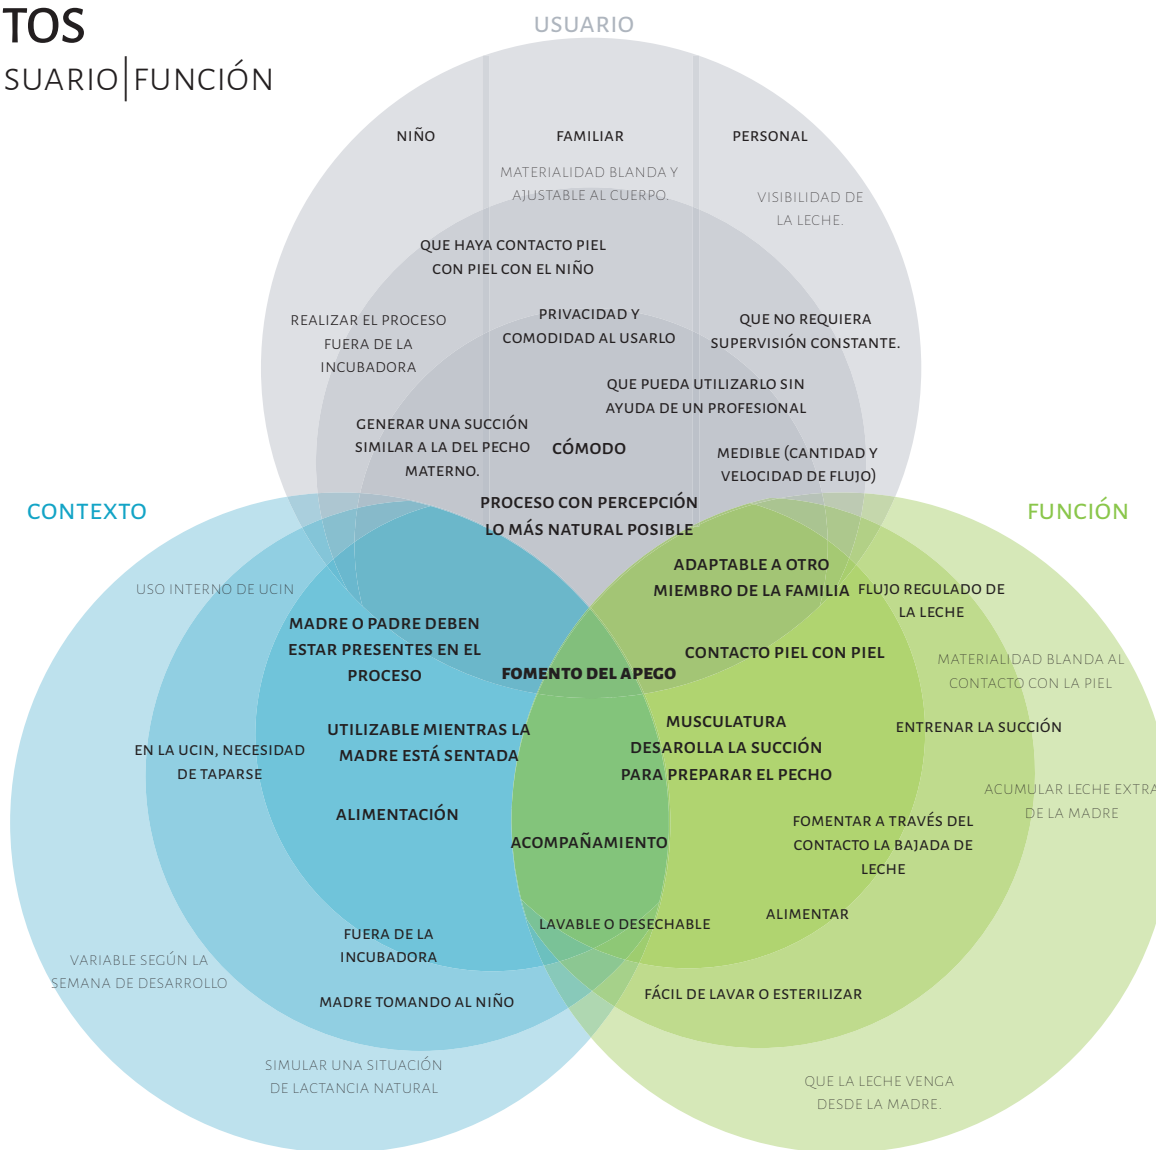 TOS
SUARIO|FUNCIÓN
USUARIO
NIÑO
FAMILIAR
PERSONAL
MATERIALIDAD BLANDA Y
AJUSTABLE AL CUERPO.
VISIBILIDAD DE
LA LECHE.
QUE HAYA CONTACTO PIEL
CON PIEL CON EL NIÑO
REALIZAR EL PROCESO
FUERA DE LA
INCUBADORA
PRIVACIDAD Y
COMODIDAD AL USARLO
QUE NO REQUIERA
SUPERVISIÓN CONSTANTE.
QUE PUEDA UTILIZARLO SIN
AYUDA DE UN PROFESIONAL
GENERAR UNA SUCCIÓN
SIMILAR A LA DEL PECHO
MATERNO.
CÓMODO
MEDIBLE (CANTIDAD Y
VELOCIDAD DE FLUJO)
PROCESO CON PERCEPCIÓN
LO MÁS NATURAL POSIBLE
CONTEXTO
FUNCIÓN
USO INTERNO DE UCIN
ADAPTABLE A OTRO
MIEMBRO DE LA FAMILIA
FLUJO REGULADO DE
LA LECHE
MADRE O PADRE DEBEN
ESTAR PRESENTES EN EL
PROCESO
FOMENTO DEL APEGO
CONTACTO PIEL CON PIEL
MATERIALIDAD BLANDA AL
CONTACTO CON LA PIEL
UTILIZABLE MIENTRAS LA
MADRE ESTÁ SENTADA
EN LA UCIN, NECESIDAD
DE TAPARSE
MUSCULATURA
DESAROLLA LA SUCCIÓN
PARA PREPARAR EL PECHO
ENTRENAR LA SUCCIÓN
ACUMULAR LECHE EXTRA
DE LA MADRE
ALIMENTACIÓN
ACOMPAÑAMIENTO
FOMENTAR A TRAVÉS DEL
CONTACTO LA BAJADA DE
LECHE
LAVABLE O DESECHABLE
ALIMENTAR
FUERA DE LA
INCUBADORA
VARIABLE SEGÚN LA
SEMANA DE DESARROLLO
MADRE TOMANDO AL NIÑO
FÁCIL DE LAVAR O ESTERILIZAR
SIMULAR UNA SITUACIÓN
DE LACTANCIA NATURAL
QUE LA LECHE VENGA
DESDE LA MADRE.